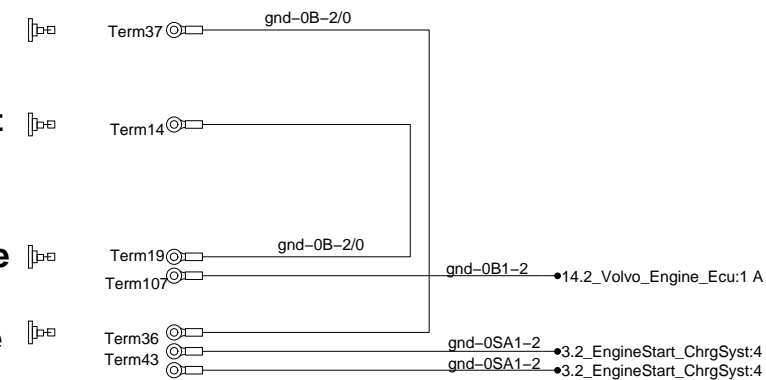 gnd-0B-2/0
Term37
t
Term14
gnd-0B-2/0
e
Term19
gnd-0B1-2
Term107
14.2_Volvo_Engine_Ecu:1 A
e
Term36
gnd-0SA1-2
3.2_EngineStart_ChrgSyst:4
Term43
gnd-0SA1-2
3.2_EngineStart_ChrgSyst:4